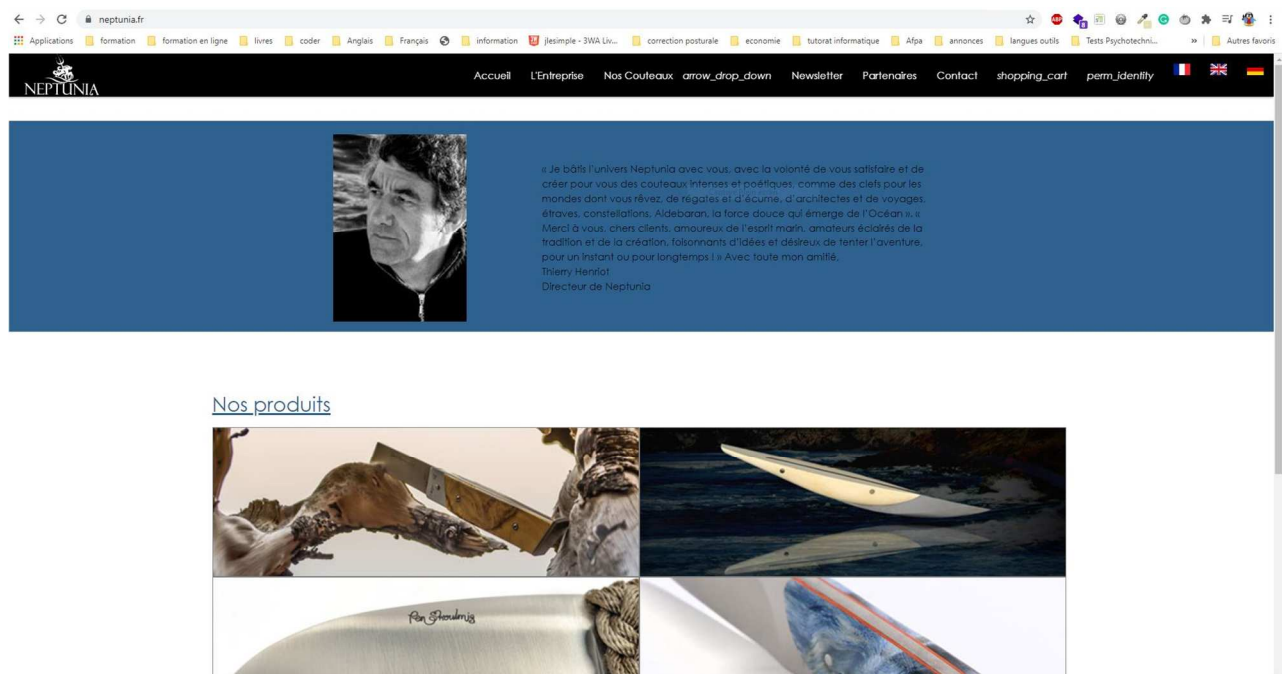 neptunia.fr
ABP
Applications formation formation en ligne livres coder Anglais Français information jlesimple - 3WA Liv... correction posturale economie tutorat informatique Afpa annonces langues outils Tests Psychotechni... » Autres favoris
NEPTUNIA
Accueil L'Entreprise Nos Couteaux arrow_drop_down Newsletter Partenaires Contact shopping_cart perm_identity
« Je bâtis l'univers Neptunia avec vous, avec la volonté de vous satisfaire et de
créer pour vous des couteaux intenses et poétiques, comme des clefs pour les
mondes dont vous rêvez, de régates et d'écume, d'architectes et de voyages,
étraves, constellations, Aldebaran, la force douce qui émerge de l'Océan ». «
Merci à vous, chers clients, amoureux de l'esprit marin, amateurs éclairés de la
tradition et de la création, foisonnants d'idées et désireux de tenter l'aventure,
pour un instant ou pour longtemps ! » Avec toute mon amitié,
Thierry Henriot
Directeur de Neptunia
Nos produits